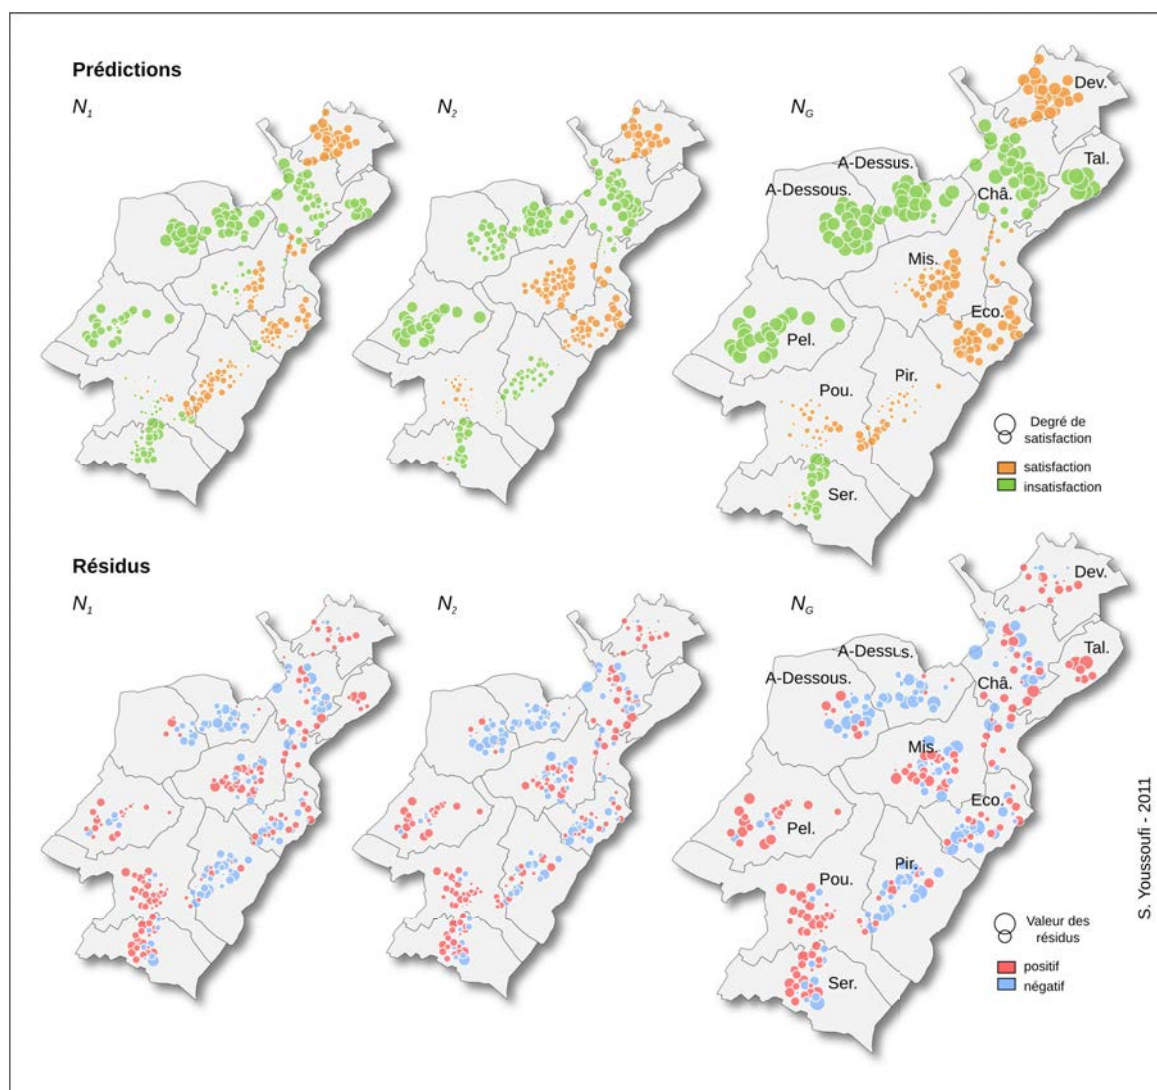 Prédictions
N1
N2
NG
Dev.
A-Dessus.
Tal.
A-Dessous.
Châ.
Mis.
Eco.
Pel.
Pir.
Pou.
Ser.
Degré de
satisfaction
satisfaction
insatisfaction
Résidus
N1
N2
NG
Dev.
A-Dessus.
Tal.
A-Dessous.
Châ.
Mis.
Eco.
Pel.
Pir.
Pou.
Ser.
Valeur des
résidus
positif
négatif
S. Youssoufi - 2011